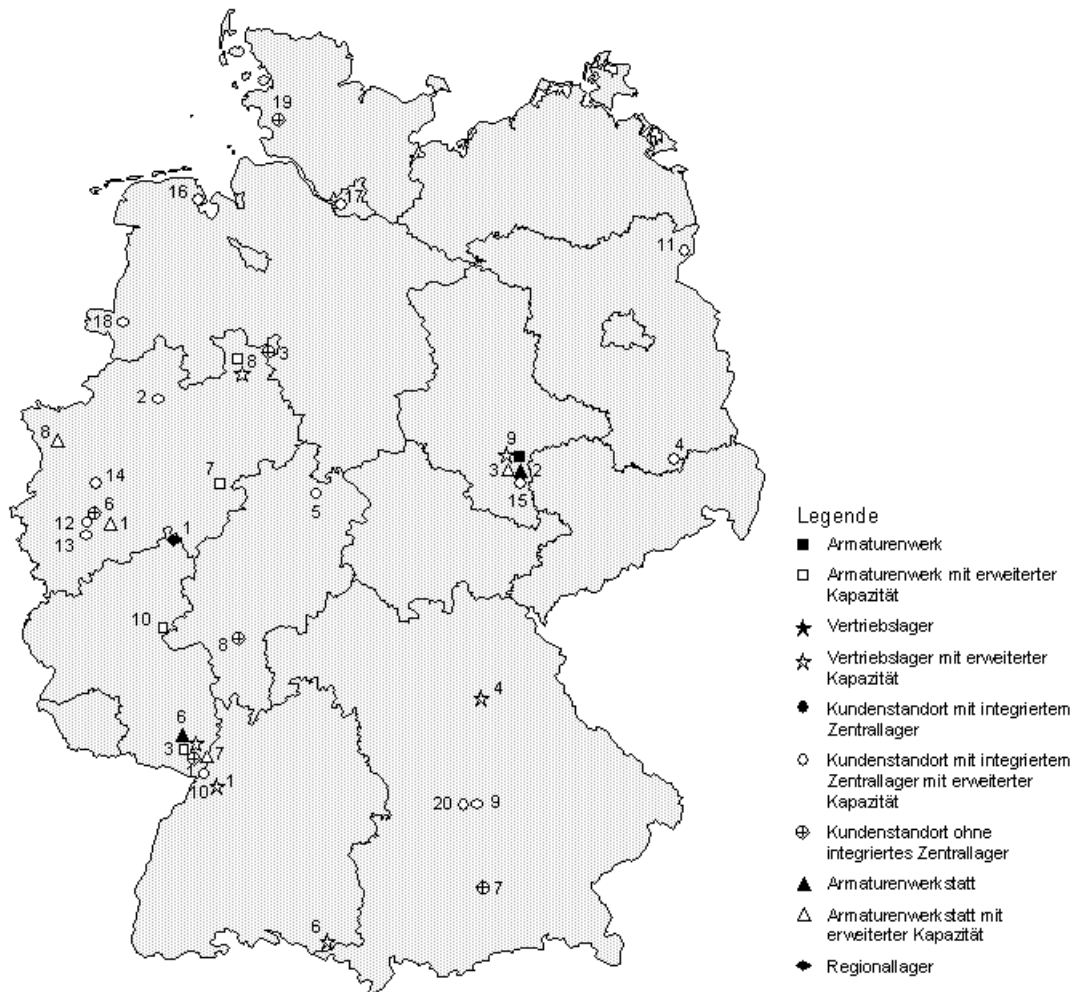 19
16
17
11
18
3
8
2
8
9
4
14
7
3
2
6
5
15
12
1
13
1
10
8
4
6
3
7
1
10
1
20
9
7
6
Legende
Armaturenwerk
Armaturenwerk mit erweiterter
Kapazität
Vertriebslager
Vertriebslager mit erweiterter
Kapazität
Kundenstandort mit integriertem
Zentrallager
Kundenstandort mit integriertem
Zentrallager mit erweiterter
Kapazität
Kundenstandort ohne
integriertes Zentrallager
Armaturenwerkstatt
Armaturenwerkstatt mit
erweiterter Kapazität
Regionallager